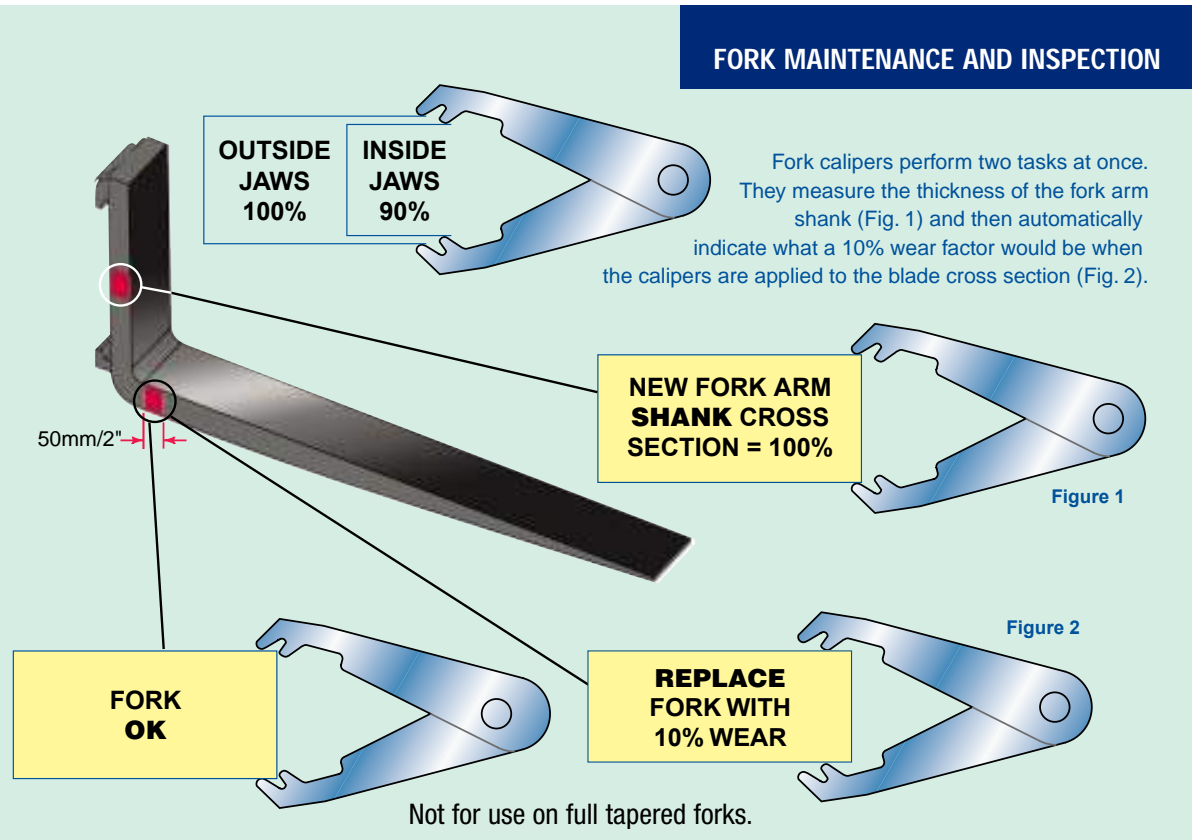 FORK MAINTENANCE AND INSPECTION
OUTSIDE
JAWS
100%
INSIDE
JAWS
90%
Fork calipers perform two tasks at once.
They measure the thickness of the fork arm
shank (Fig. 1) and then automatically
indicate what a 10% wear factor would be when
the calipers are applied to the blade cross section (Fig. 2).
NEW FORK ARM
SHANK CROSS
SECTION = 100%
Figure 1
50mm/2"
Figure 2
FORK
OK
REPLACE
FORK WITH
10% WEAR
Not for use on full tapered forks.